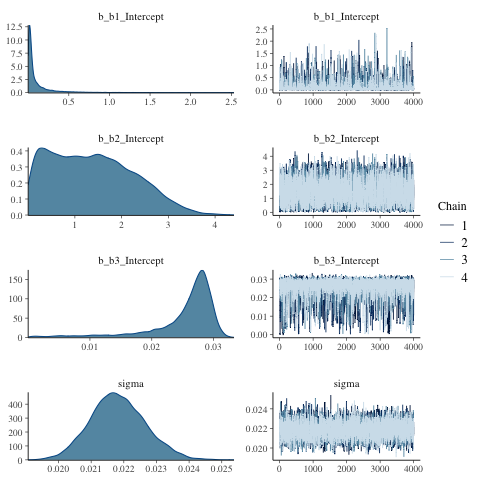 b_b1_Intercept
12.5
10.0
7.5
5.0
2.5
0.0
0.5 1.0 1.5 2.0 2.5
b_b1_Intercept
2.5
2.0
1.5
1.0
0.5
0.0
0 1000 2000 3000 4000
b_b2_Intercept
0.4
0.3
0.2
0.1
0.0
1 2 3 4
b_b2_Intercept
4
3
2
1
0
0 1000 2000 3000 4000
b_b3_Intercept
150
100
50
0
0.01 0.02 0.03
b_b3_Intercept
0.03
0.02
0.01
0.00
0 1000 2000 3000 4000
sigma
400
300
200
100
0
0.020 0.021 0.022 0.023 0.024 0.025
sigma
0.024
0.022
0.020
0 1000 2000 3000 4000
Chain
1
2
3
4